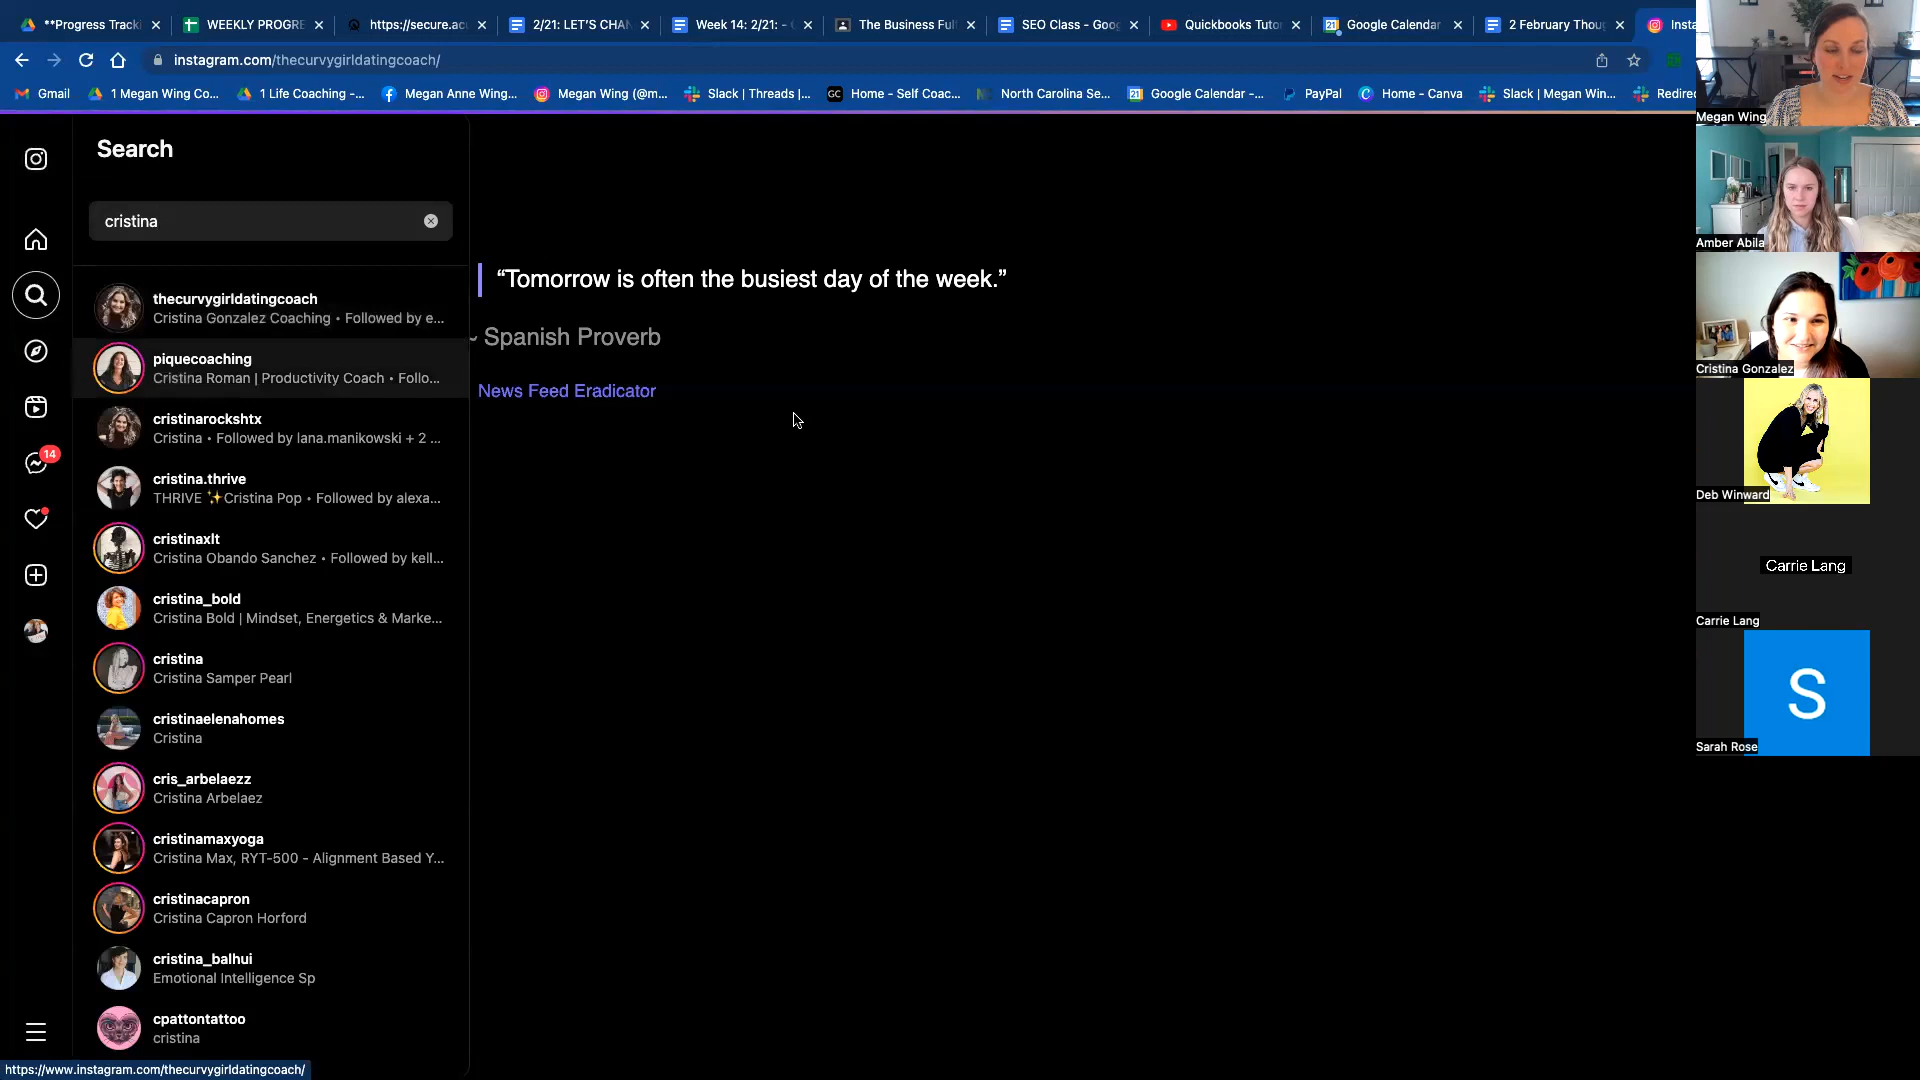 **Progress Tracki
WEEKLY PROGRE
https://secure.ac
2/21: LET'S CHAN
Week 14: 2/21: -
The Business Full
SEO Class - Goog
Quickbooks Tutor
Google Calendar
2 February Thoug
Insta
instagram.com/thecurvygirldatingcoach/
Gmail
1 Megan Wing Co...
1 Life Coaching -...
Megan Anne Wing...
Megan Wing (@m...
Slack | Threads |...
GC
Home - Self Coac...
North Carolina Se...
Google Calendar -...
PayPal
Home - Canva
Slack | Megan Win...
Redirec
Search
cristina
thecurvygirldatingcoach
Cristina Gonzalez Coaching • Followed by e...
piquecoaching
Cristina Roman | Productivity Coach • Follo...
cristinarockshtx
Cristina • Followed by lana.manikowski + 2 ...
cristina.thrive
THRIVE ✨Cristina Pop • Followed by alexa...
cristinaxlt
Cristina Obando Sanchez • Followed by kell...
cristina_bold
Cristina Bold | Mindset, Energetics & Marke...
cristina
Cristina Samper Pearl
cristinaelenahomes
Cristina
cris_arbelaezz
Cristina Arbelaez
cristinamaxyoga
Cristina Max, RYT-500 - Alignment Based Y...
cristinacapron
Cristina Capron Horford
cristina_balhui
Emotional Intelligence Sp
cpattontattoo
cristina
14
“Tomorrow is often the busiest day of the week.”
~ Spanish Proverb
News Feed Eradicator
https://www.instagram.com/thecurvygirldatingcoach/
Megan Wing
Amber Abila
Cristina Gonzalez
Deb Winward
Carrie Lang
Carrie Lang
S
Sarah Rose